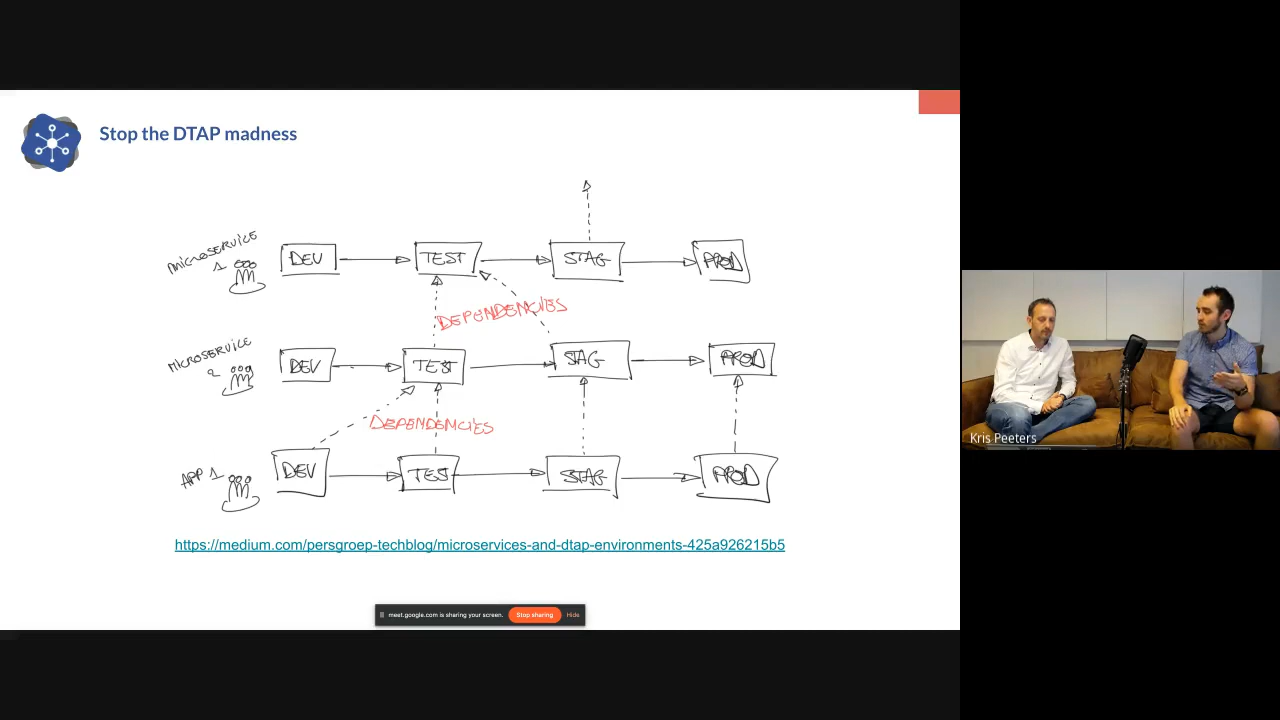 Stop the DTAP madness
MICROSERVICE
1
DEV
TEST
STAG
PROD
DEPENDENCIES
MICROSERVICE
2
DEV
TEST
STAG
PROD
DEPENDENCIES
APP 1
DEV
TEST
STAG
PROD
https://medium.com/persgroep-techblog/microservices-and-dtap-environments-425a926215b5
meet.google.com is sharing your screen.
Stop sharing
Hide
Kris Peeters